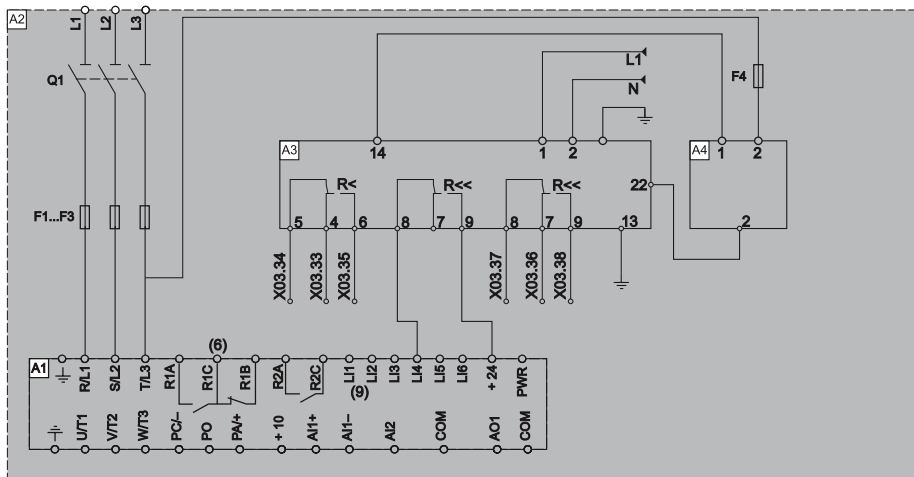 A2
L1 L2 L3
Q1
L1
N
F4
A3
14 1 2
A4
1 2
R< R<< R<<
22
5 4 6 8 7 9 8 7 9 13
2
F1...F3
X03.34 X03.33 X03.35 X03.37 X03.36 X03.38
(6)
A1
R/L1 S/L2 T/L3 R1A R1C R1B R2A R2C LI1 LI2 LI3 LI4 LI5 LI6 + 24 PWR
(9)
U/T1 V/T2 W/T3 PC/– PO PA/+ + 10 AI1+ AI1– AI2 COM AO1 COM